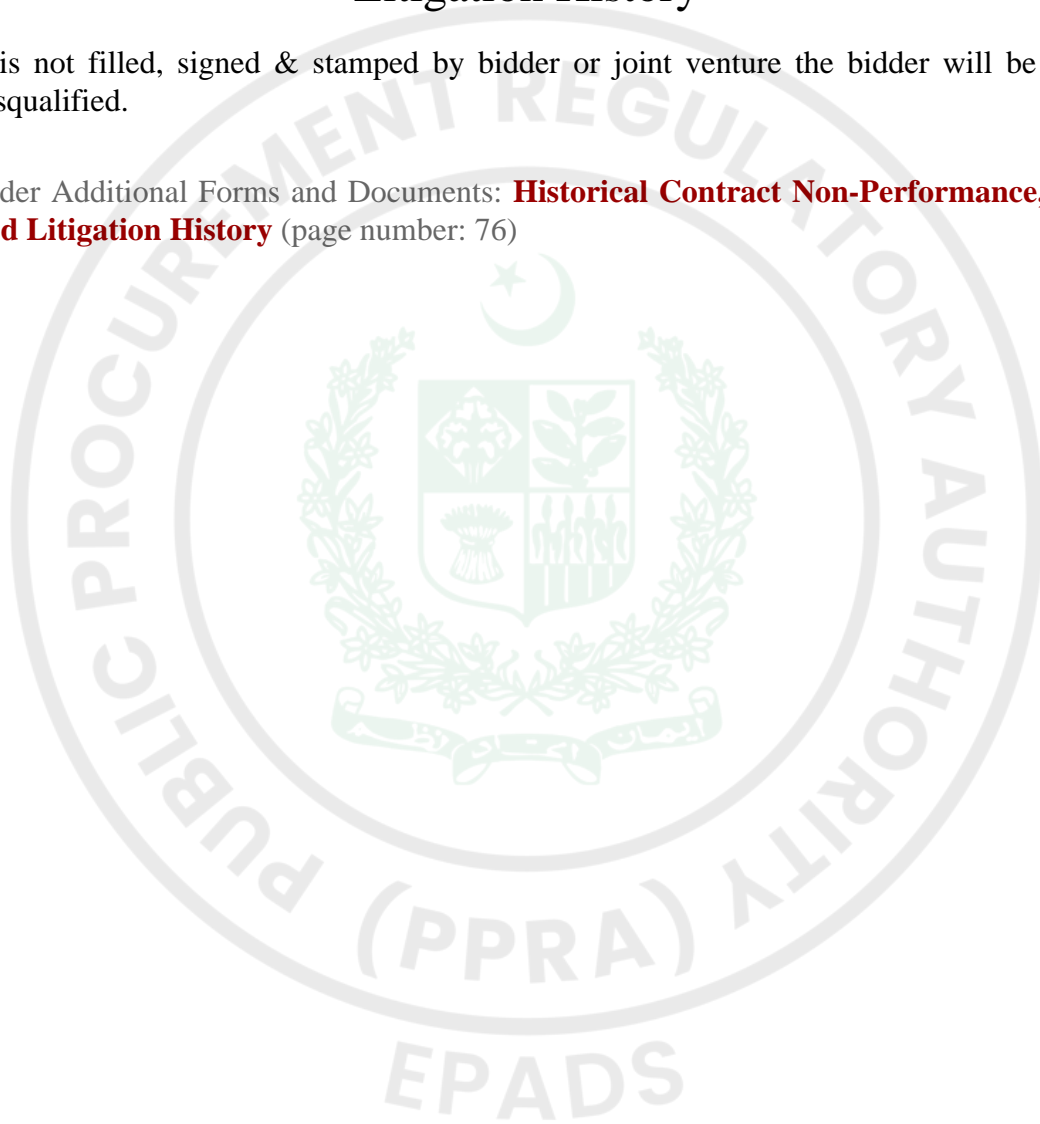 Litigation History
is not filled, signed & stamped by bidder or joint venture the bidder will be
squalified.
der Additional Forms and Documents: Historical Contract Non-Performance,
d Litigation History (page number: 76)
PUBLIC PROCUREMENT REGULATORY AUTHORITY
(PPRA)
EPADS